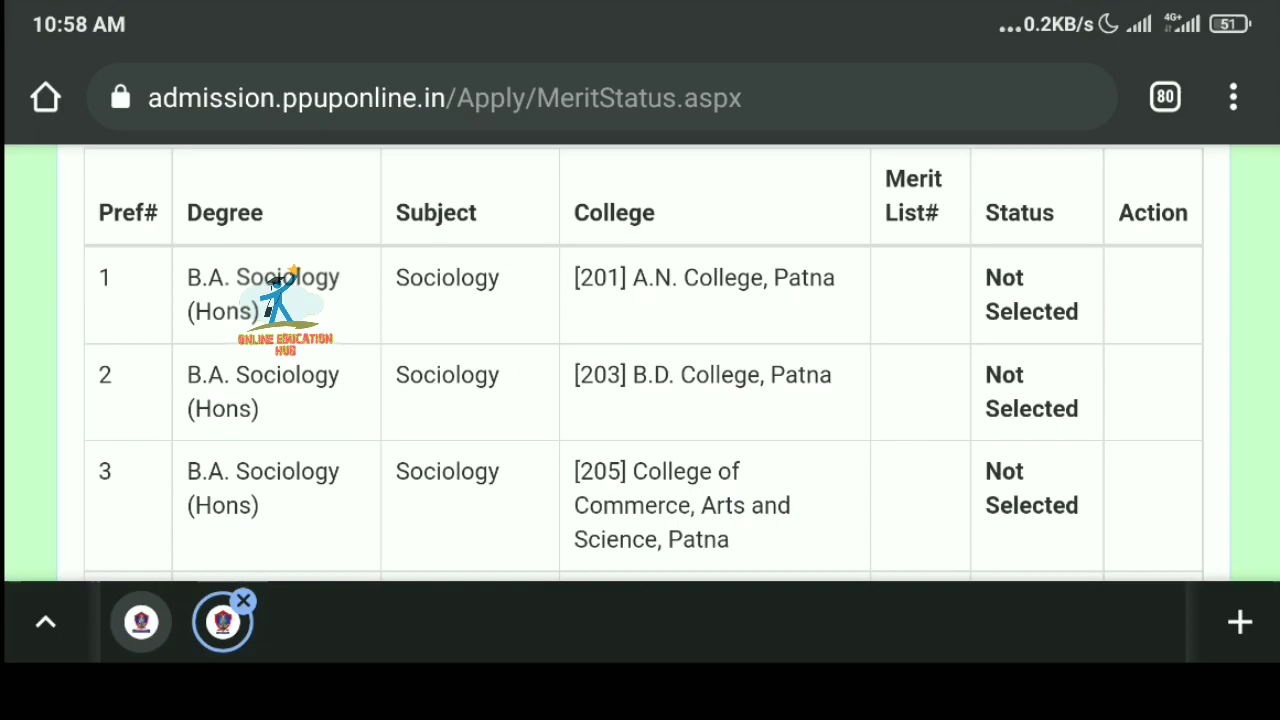 10:58 AM
...0.2KB/s 4G+ 51
admission.ppuponline.in/Apply/MeritStatus.aspx
80
Pref# Degree Subject College Merit List# Status Action
1 B.A. Sociology (Hons) Sociology [201] A.N. College, Patna Not Selected
ONLINE EDUCATION
HUB
2 B.A. Sociology (Hons) Sociology [203] B.D. College, Patna Not Selected
3 B.A. Sociology (Hons) Sociology [205] College of Commerce, Arts and Science, Patna Not Selected